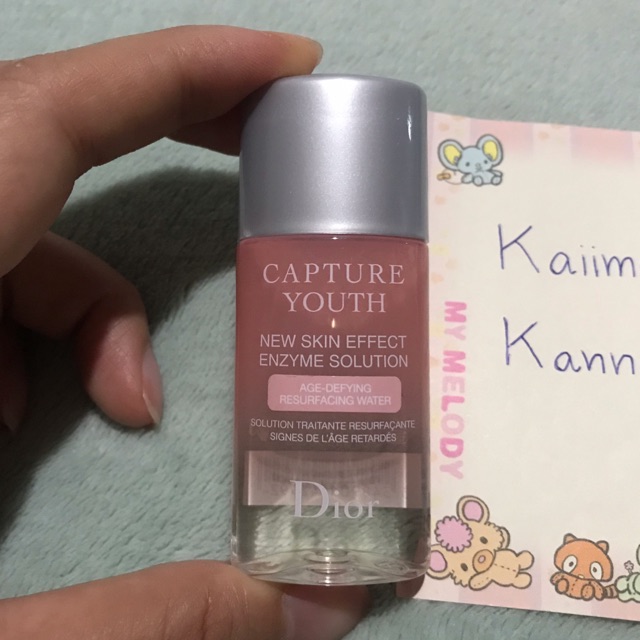 CAPTURE
YOUTH
NEW SKIN EFFECT
ENZYME SOLUTION
AGE-DEFYING
RESURFACING WATER
SOLUTION TRAITANTE RESURFAÇANTE
SIGNES DE L'ÂGE RETARDÉS
Dior
MY MELODY
Kaiim
Kann